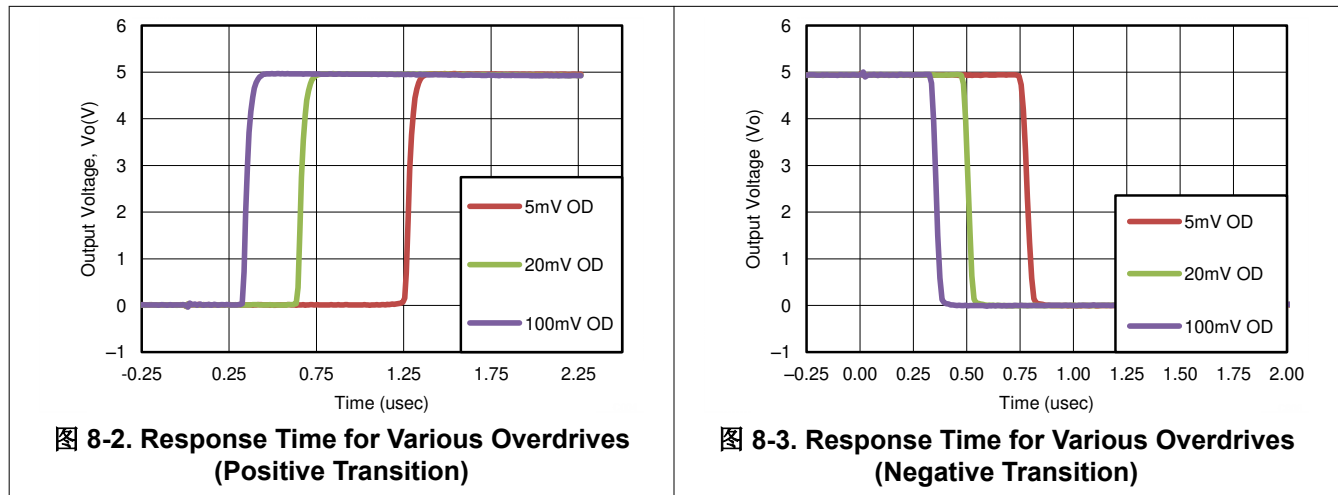 6
5
4
3
2
1
0
–1
Output Voltage, Vo(V)
-0.25
0.25
0.75
1.25
1.75
2.25
Time (usec)
5mV OD
20mV OD
100mV OD
图 8-2. Response Time for Various Overdrives
(Positive Transition)
6
5
4
3
2
1
0
–1
Output Voltage (Vo)
–0.25
0.00
0.25
0.50
0.75
1.00
1.25
1.50
1.75
2.00
Time (usec)
5mV OD
20mV OD
100mV OD
图 8-3. Response Time for Various Overdrives
(Negative Transition)